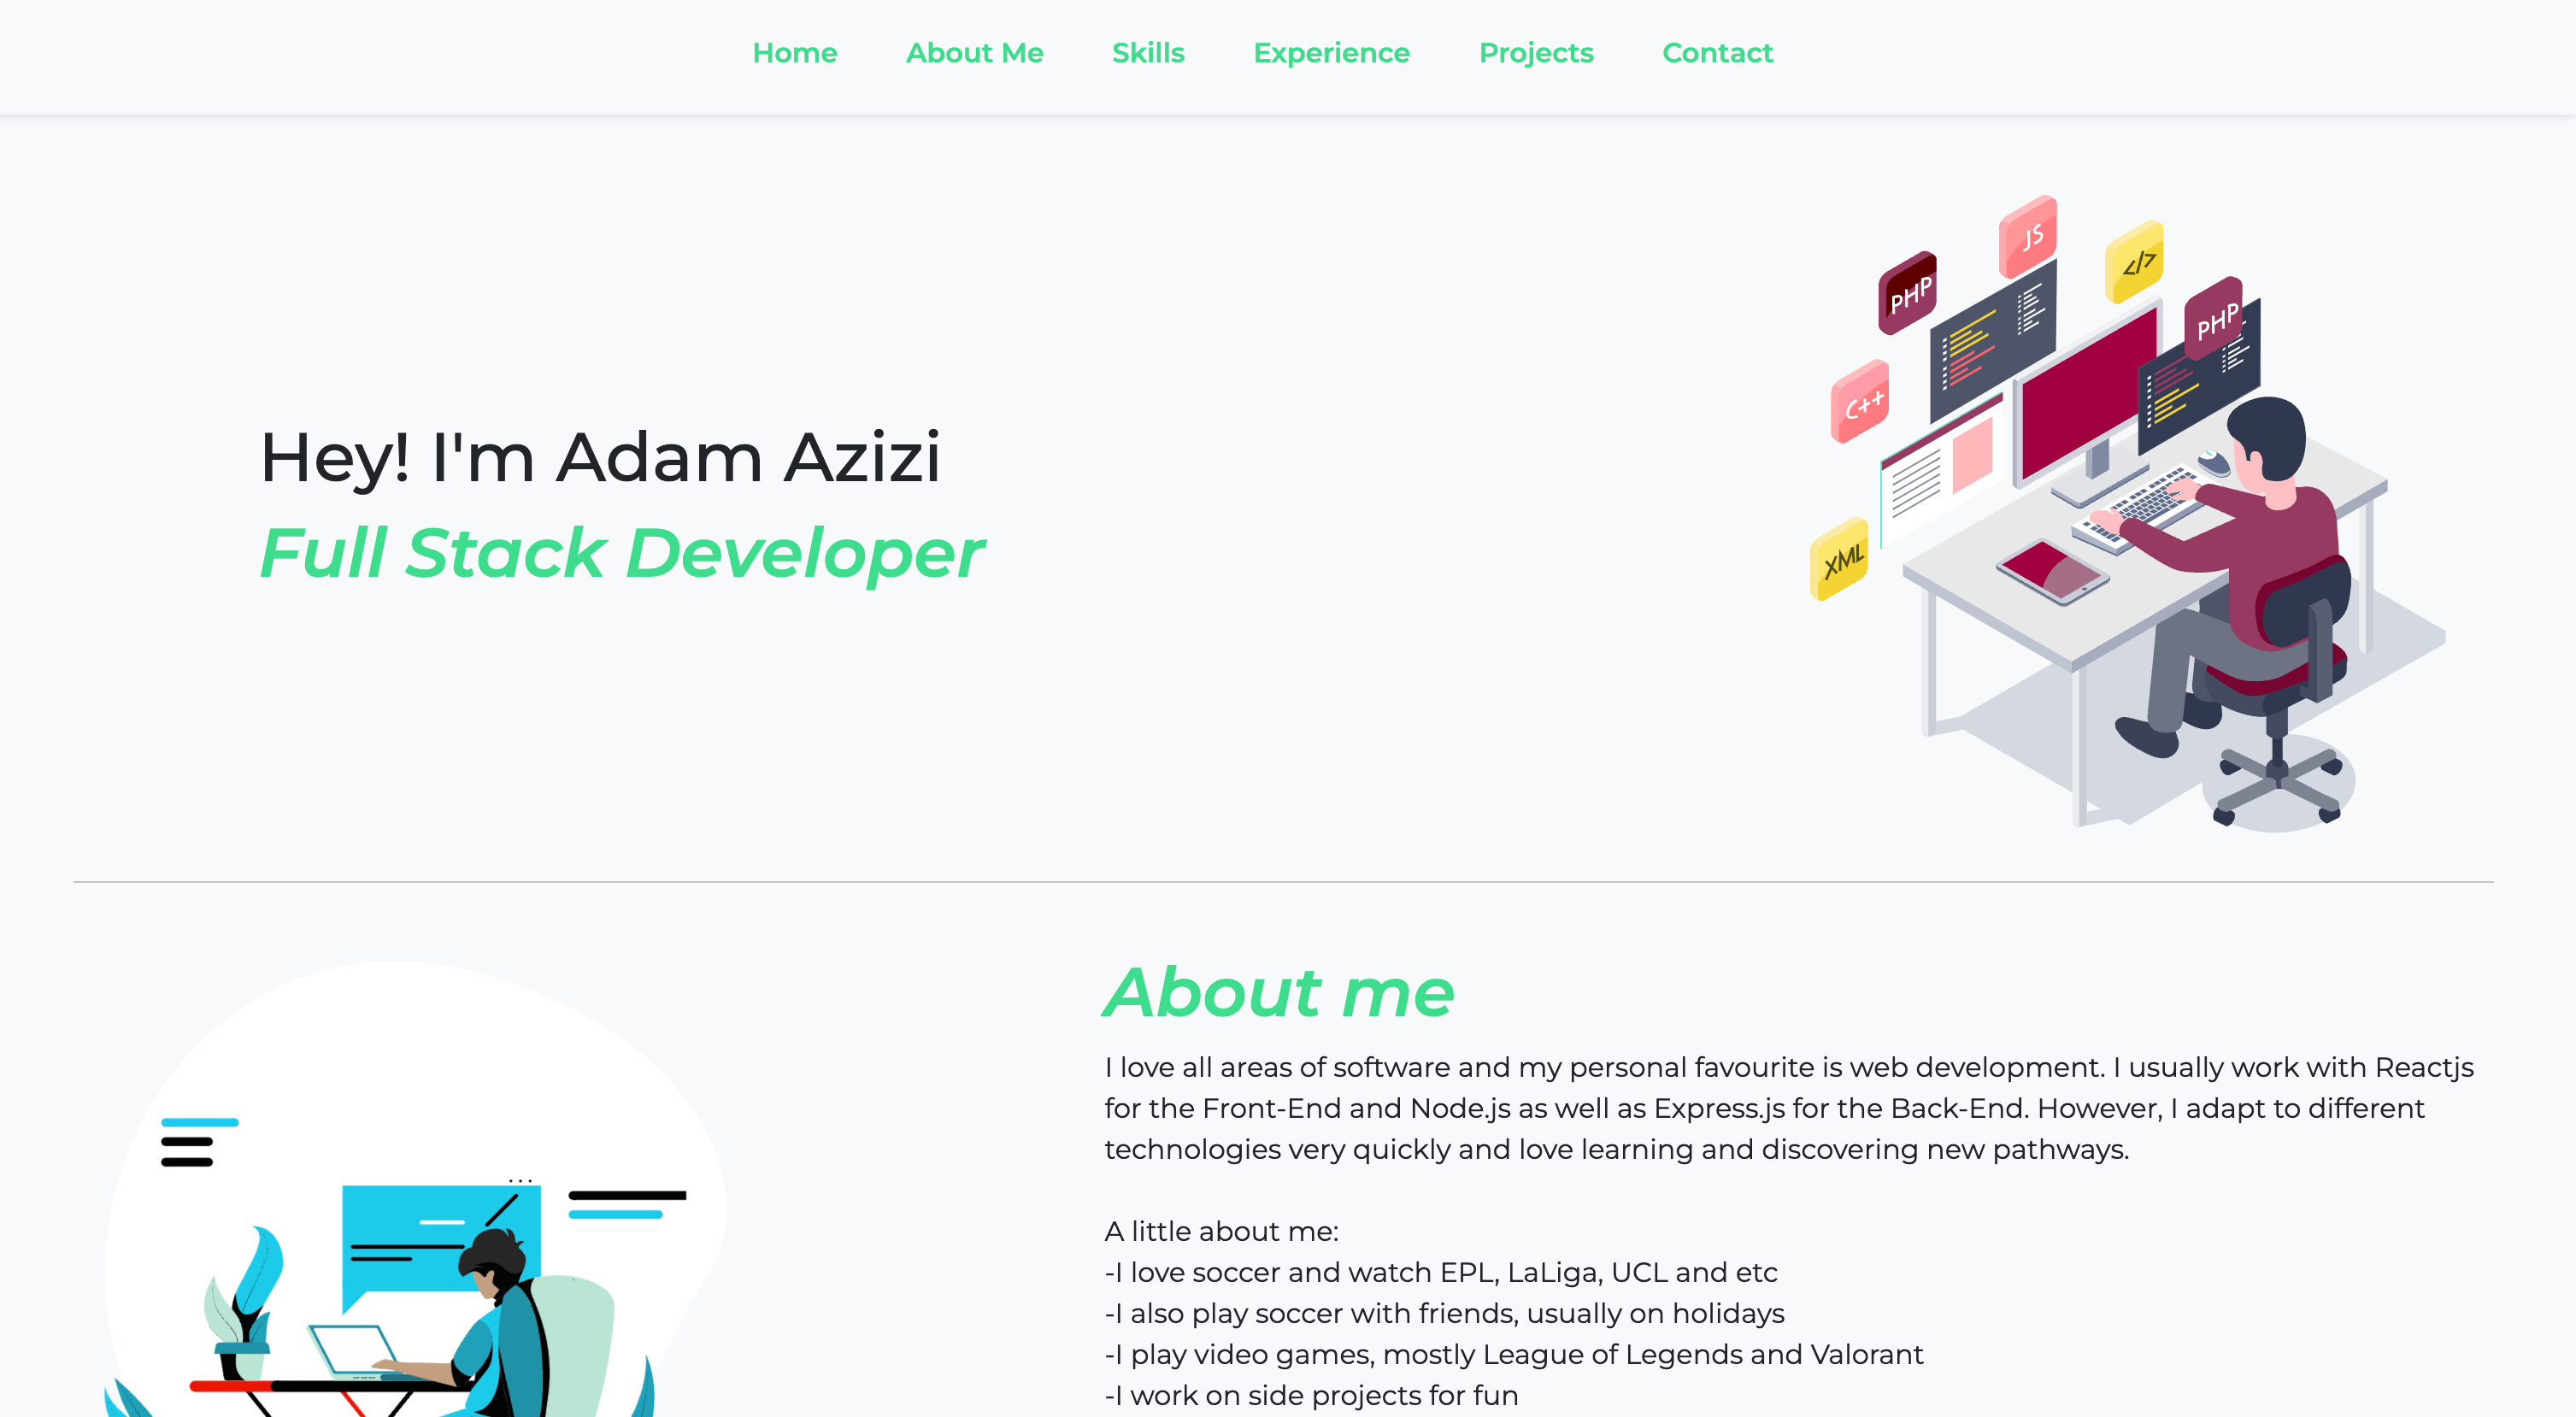 Home About Me Skills Experience Projects Contact
JS
</>
PHP
PHP
C++
XML
Hey! I'm Adam Azizi
Full Stack Developer
About me
I love all areas of software and my personal favourite is web development. I usually work with Reactjs
for the Front-End and Node.js as well as Express.js for the Back-End. However, I adapt to different
technologies very quickly and love learning and discovering new pathways.
A little about me:
-I love soccer and watch EPL, LaLiga, UCL and etc
-I also play soccer with friends, usually on holidays
-I play video games, mostly League of Legends and Valorant
-I work on side projects for fun